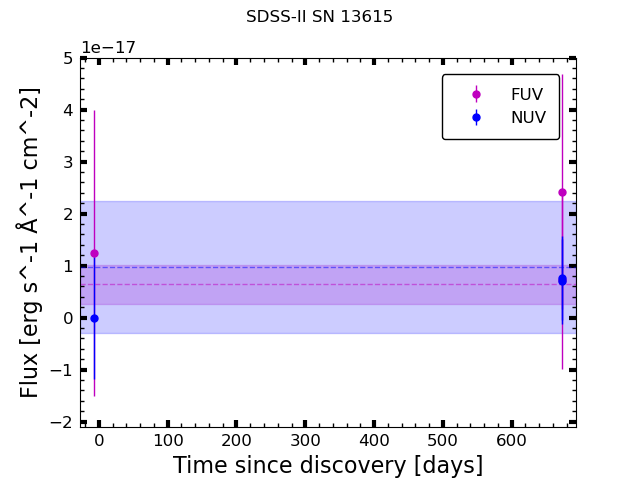 SDSS-II SN 13615
1e−17
5
4
3
2
1
0
−1
−2
0 100 200 300 400 500 600
FUV
NUV
Flux [erg s^-1 Å^-1 cm^-2]
Time since discovery [days]